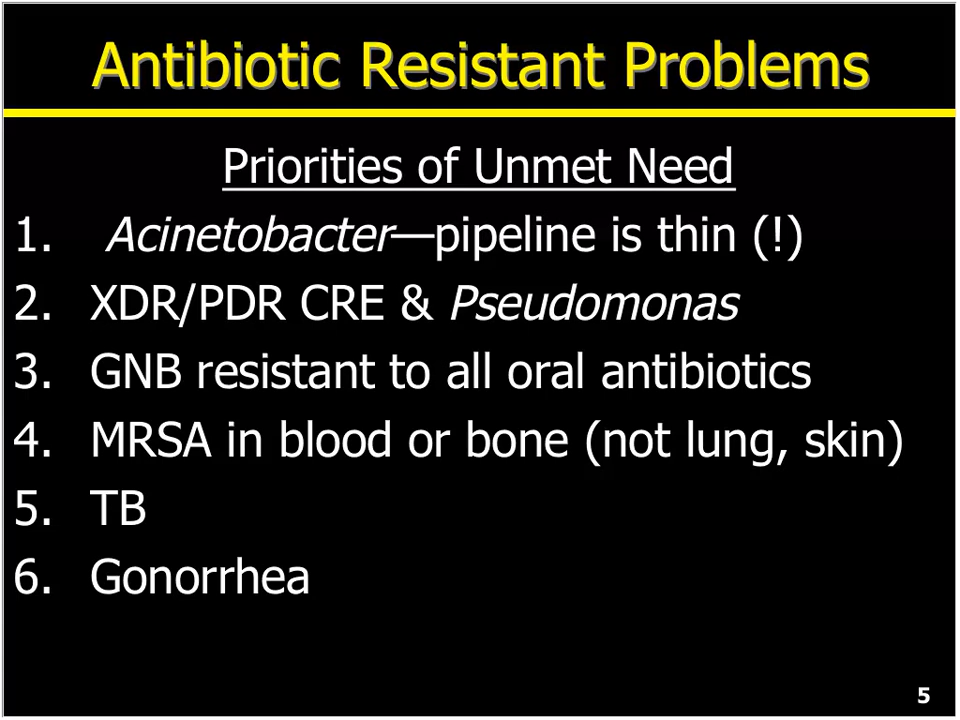 Antibiotic Resistant Problems
Priorities of Unmet Need
1. Acinetobacter—pipeline is thin (!)
2. XDR/PDR CRE & Pseudomonas
3. GNB resistant to all oral antibiotics
4. MRSA in blood or bone (not lung, skin)
5. TB
6. Gonorrhea
5